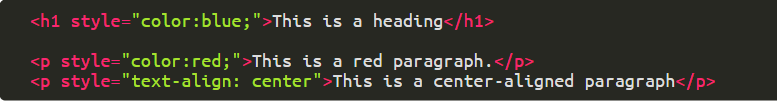 <h1 style="color:blue;">This is a heading</h1>
<p style="color:red;">This is a red paragraph.</p>
<p style="text-align: center">This is a center-aligned paragraph</p>